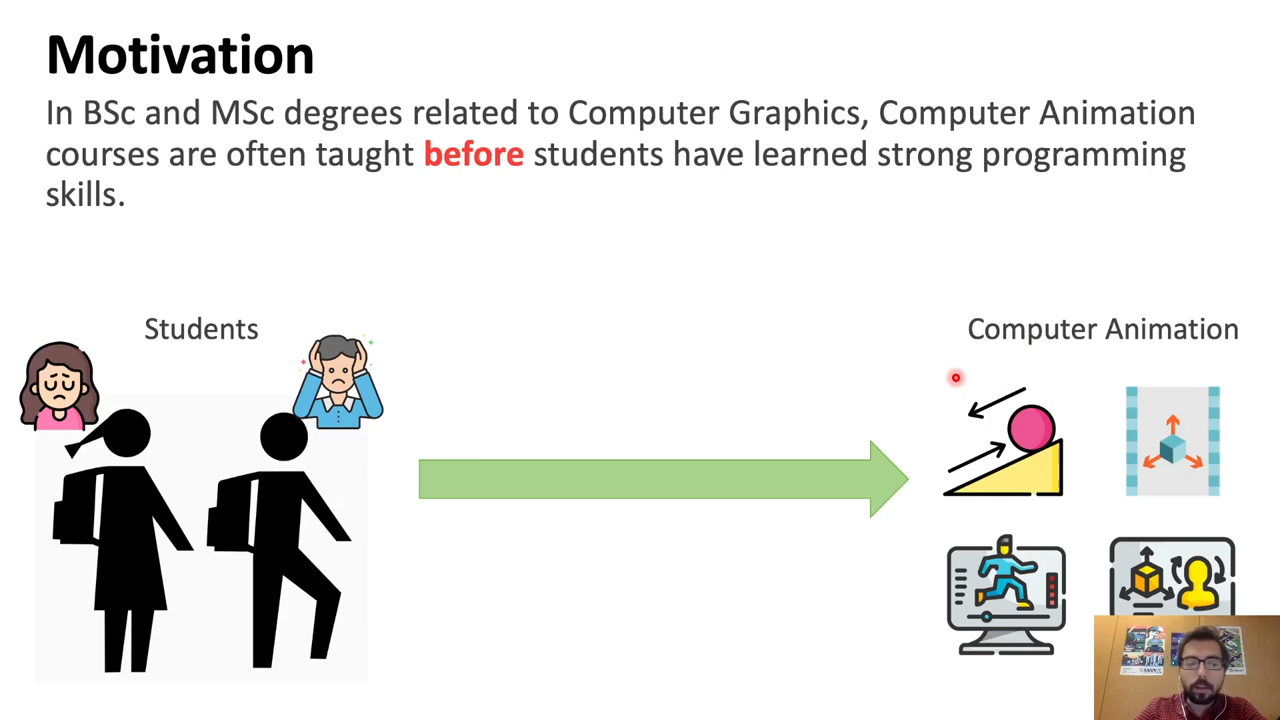 Motivation
In BSc and MSc degrees related to Computer Graphics, Computer Animation
courses are often taught before students have learned strong programming
skills.
Students
Computer Animation